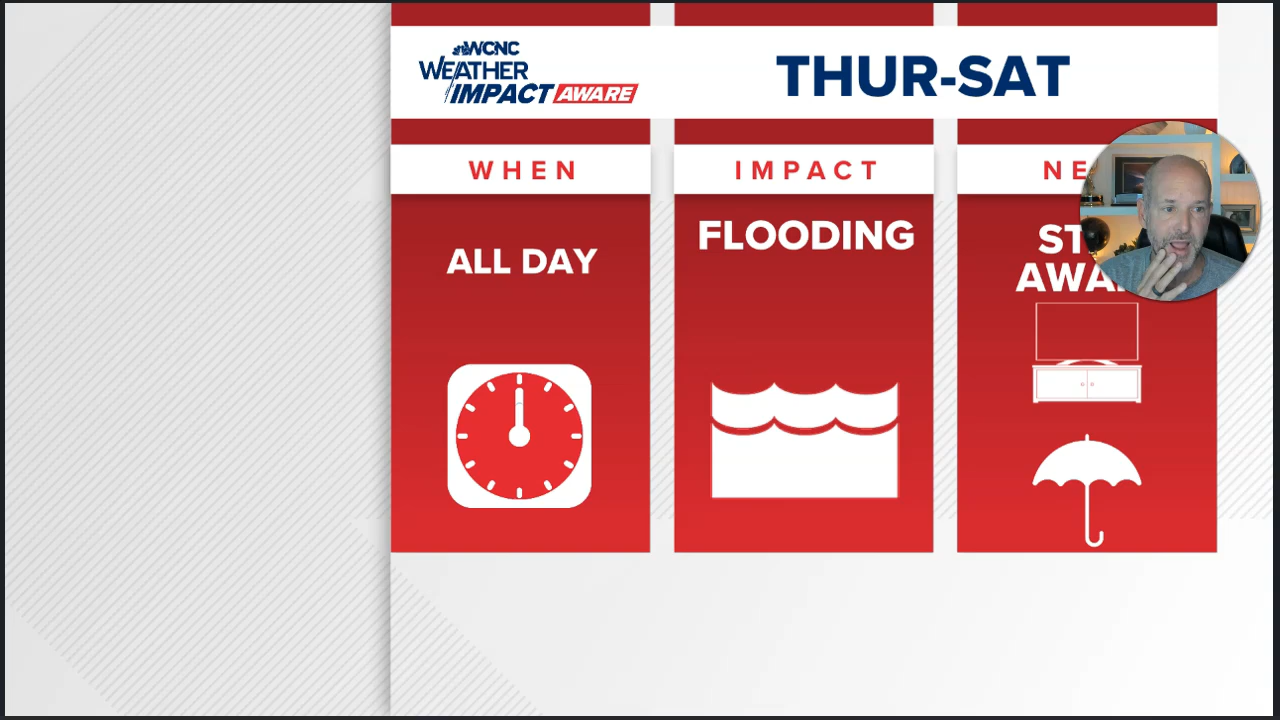 WCNC
WEATHER
IMPACT AWARE
THUR-SAT
WHEN
IMPACT
ALL DAY
FLOODING